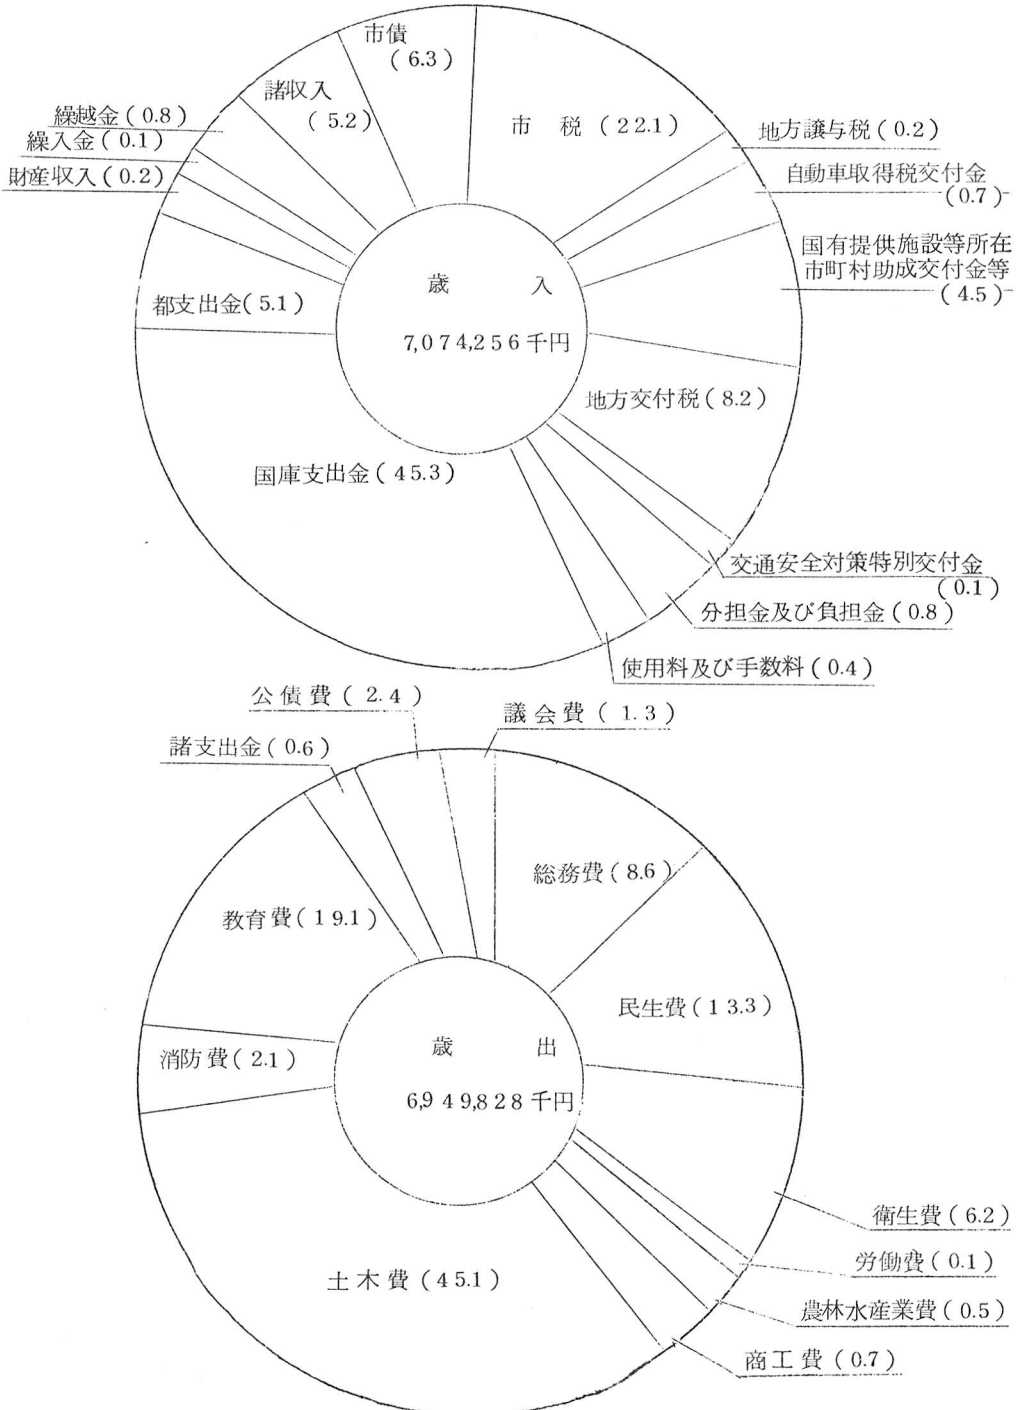 市債
(6.3)
諸収入
(5.2)
繰越金(0.8)
繰入金(0.1)
財産収入(0.2)
都支出金(5.1)
国庫支出金(45.3)
市 税 (22.1)
地方譲与税(0.2)
自動車取得税交付金
(0.7)
国有提供施設等所在
市町村助成交付金等
(4.5)
地方交付税(8.2)
交通安全対策特別交付金
(0.1)
分担金及び負担金(0.8)
使用料及び手数料(0.4)
歳 入
7,074,256千円
公債費(2.4)
議会費(1.3)
諸支出金(0.6)
総務費(8.6)
教育費(19.1)
民生費(13.3)
消防費(2.1)
歳 出
6,949,828千円
衛生費(6.2)
労働費(0.1)
農林水産業費(0.5)
商工費(0.7)
土木費(45.1)